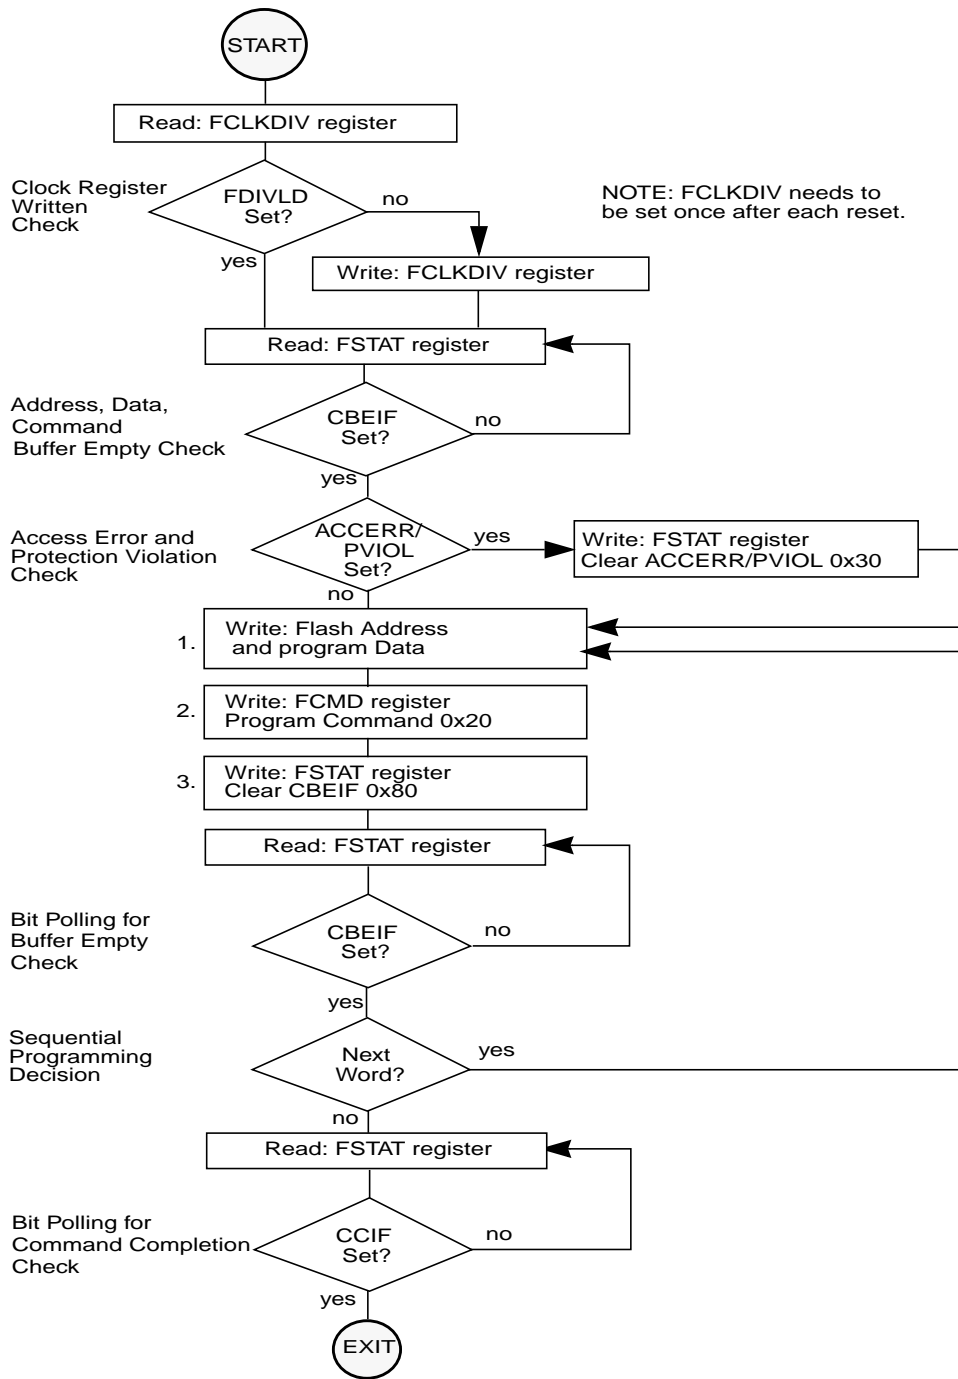 START
Read: FCLKDIV register
Clock Register
Written
Check
FDIVLD
Set?
no
NOTE: FCLKDIV needs to
be set once after each reset.
yes
Write: FCLKDIV register
Read: FSTAT register
Address, Data,
Command
Buffer Empty Check
CBEIF
Set?
no
yes
Access Error and
Protection Violation
Check
ACCERR/
PVIOL
Set?
yes
Write: FSTAT register
Clear ACCERR/PVIOL 0x30
no
1.
Write: Flash Address
and program Data
2.
Write: FCMD register
Program Command 0x20
3.
Write: FSTAT register
Clear CBEIF 0x80
Read: FSTAT register
Bit Polling for
Buffer Empty
Check
CBEIF
Set?
no
yes
Sequential
Programming
Decision
Next
Word?
yes
no
Read: FSTAT register
Bit Polling for
Command Completion
Check
CCIF
Set?
no
yes
EXIT